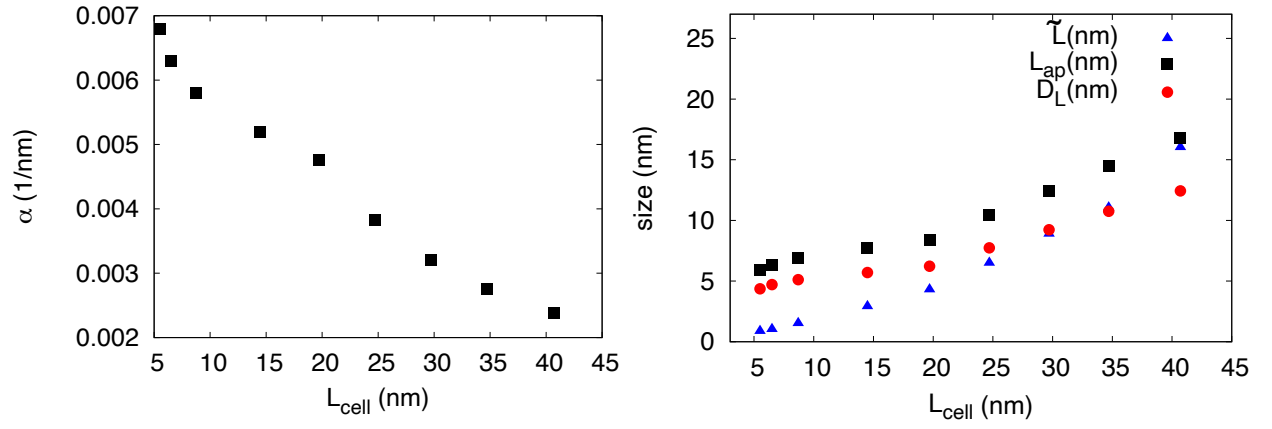 0.007
0.006
0.005
0.004
0.003
0.002
α (1/nm)
5 10 15 20 25 30 35 40 45
L_cell (nm)
25
20
15
10
5
0
size (nm)
L̃(nm)
L_ap(nm)
D_L(nm)
5 10 15 20 25 30 35 40 45
L_cell (nm)